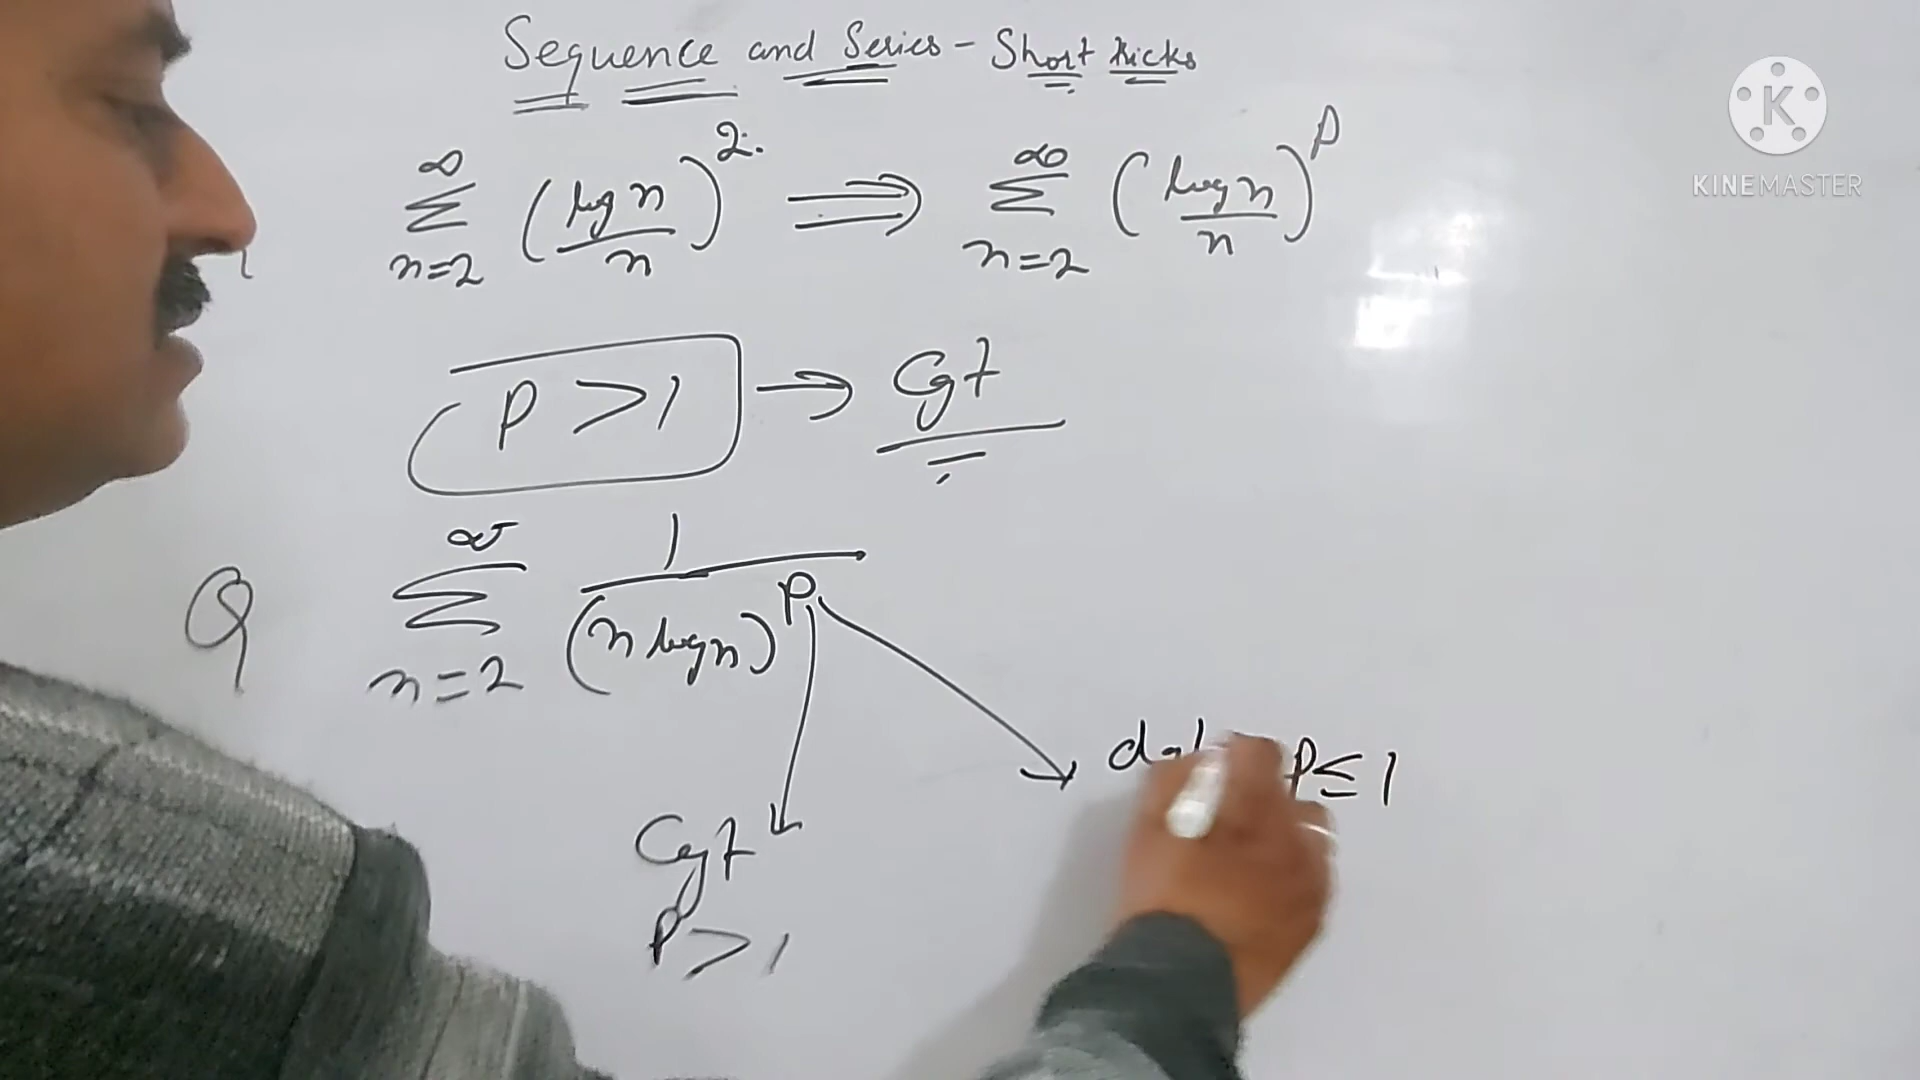 Sequence and Series - Short tricks
∞ ∑ n=2 (log n / n)^2. ⟹ ∞ ∑ n=2 (log n / n)^p
KINEMASTER
P > 1 → Cgt
Q ∞ ∑ n=2 1 / (n log n)^p
P ≤ 1
Cgt
P > 1